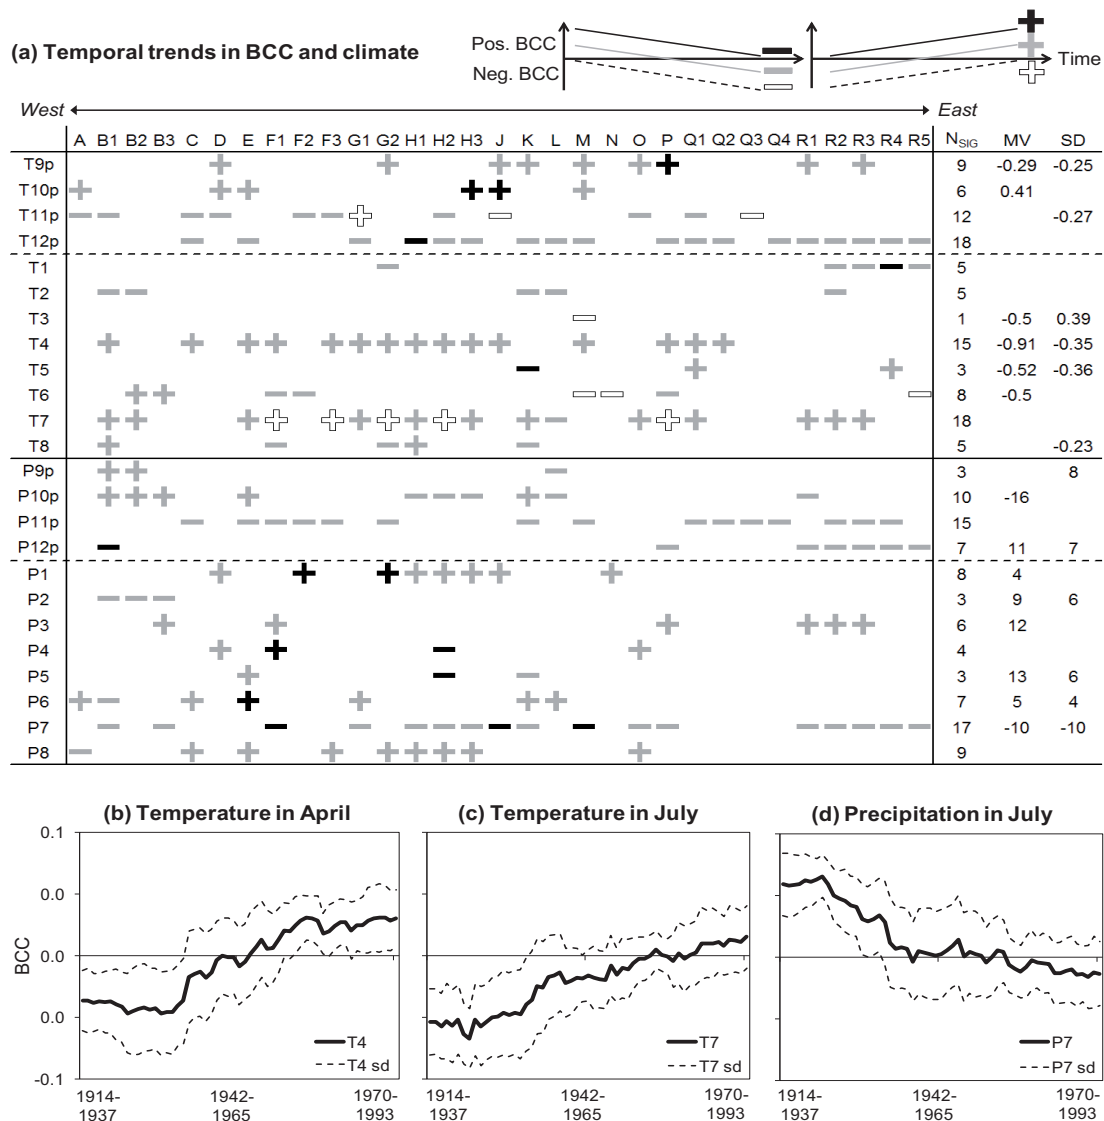 (a) Temporal trends in BCC and climate
Pos. BCC
Neg. BCC
Time
West
East
A B1 B2 B3 C D E F1 F2 F3 G1 G2 H1 H2 H3 J K L M N O P Q1 Q2 Q3 Q4 R1 R2 R3 R4 R5 NSIG MV SD
T9p 9 -0.29 -0.25
T10p 6 0.41
T11p 12 -0.27
T12p 18
T1 5
T2 5
T3 1 -0.5 0.39
T4 15 -0.91 -0.35
T5 3 -0.52 -0.36
T6 8 -0.5
T7 18
T8 5 -0.23
P9p 3 8
P10p 10 -16
P11p 15
P12p 7 11 7
P1 8 4
P2 3 9 6
P3 6 12
P4 4
P5 3 13 6
P6 7 5 4
P7 17 -10 -10
P8 9
(b) Temperature in April
(c) Temperature in July
(d) Precipitation in July
BCC
0.1
0.0
0.0
0.0
-0.1
T4
T4 sd
T7
T7 sd
P7
P7 sd
1914-
1937
1942-
1965
1970-
1993
1914-
1937
1942-
1965
1970-
1993
1914-
1937
1942-
1965
1970-
1993